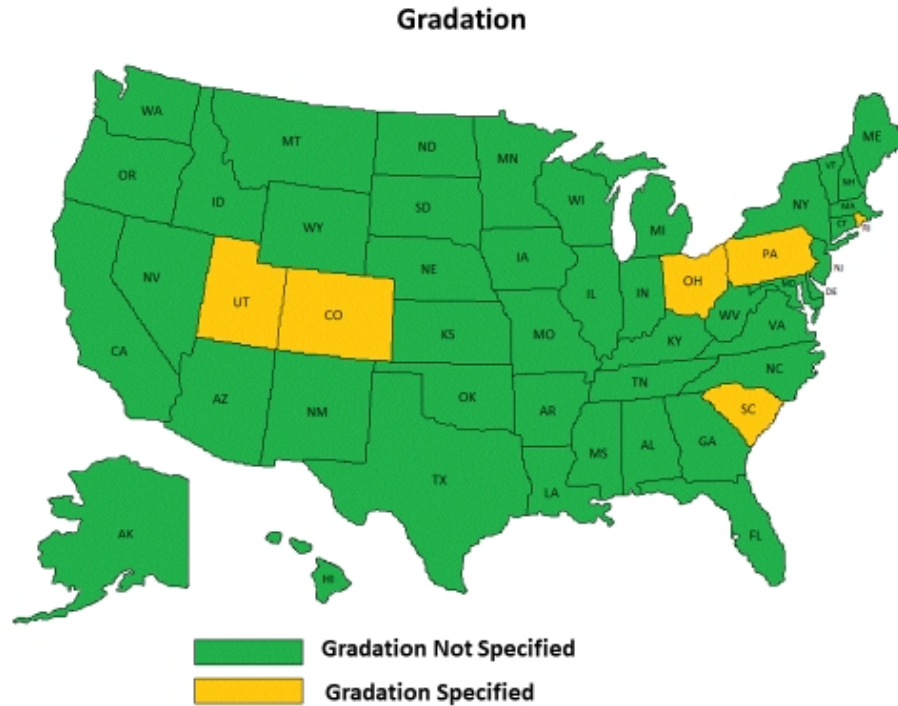 Gradation
WA
MT
ND
MN
ME
OR
ID
SD
WI
VT
NH
WY
MI
NY
MA
CT
RI
NV
UT
NE
IA
PA
NJ
CO
IL
IN
OH
MD
DE
CA
KS
MO
WV
VA
KY
AZ
NM
OK
AR
TN
NC
SC
TX
MS
AL
GA
LA
AK
HI
FL
Gradation Not Specified
Gradation Specified